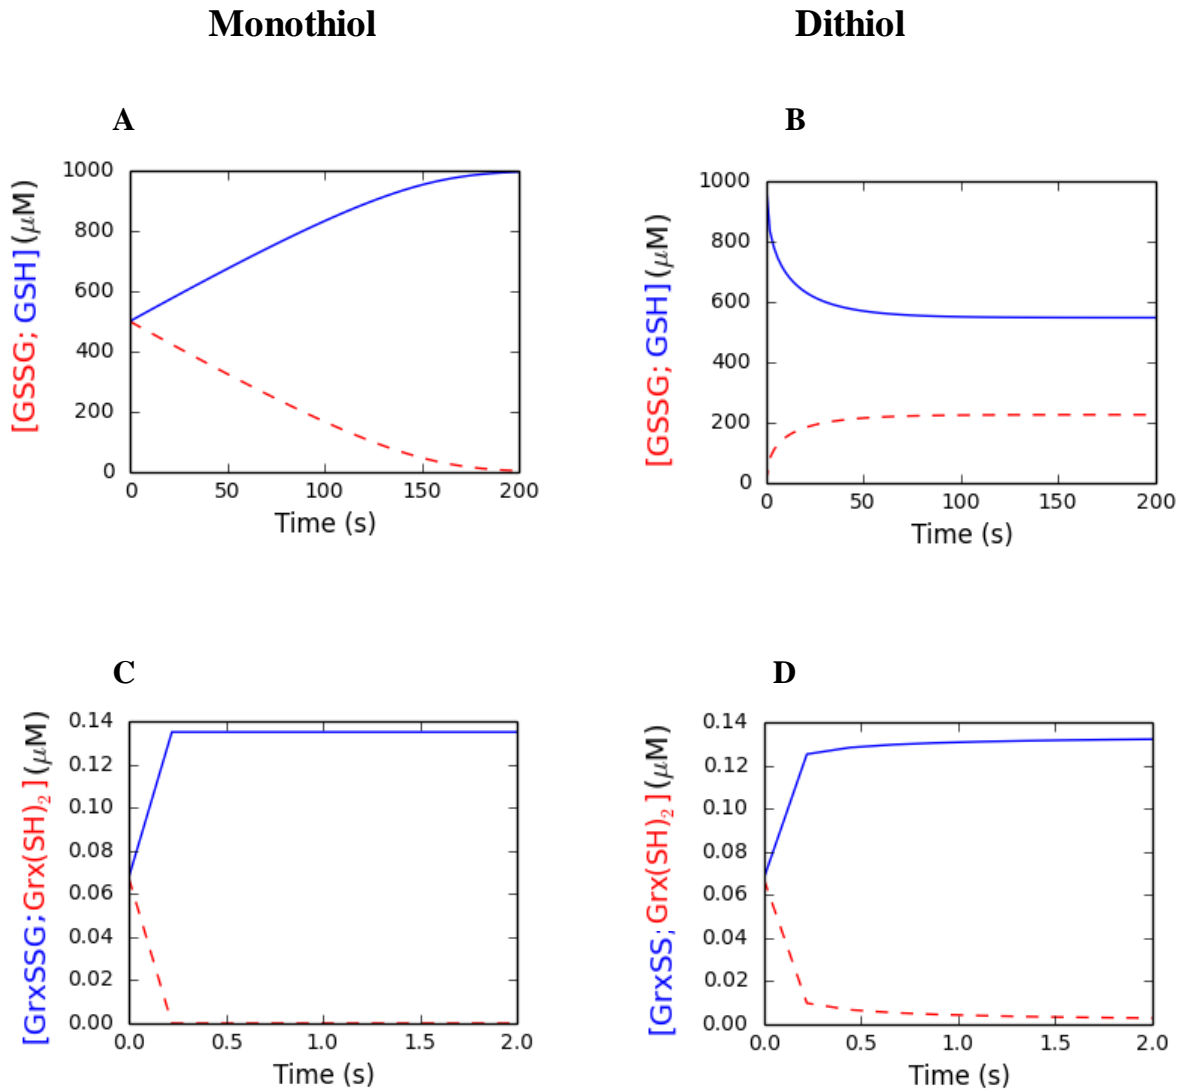 Monothiol
Dithiol
A
B
[GSSG; GSH] (μM)
1000
800
600
400
200
0
0 50 100 150 200
Time (s)
[GSSG; GSH] (μM)
1000
800
600
400
200
0
0 50 100 150 200
Time (s)
C
D
[GrxSSG; Grx(SH)₂] (μM)
0.14
0.12
0.10
0.08
0.06
0.04
0.02
0.00
0.0 0.5 1.0 1.5 2.0
Time (s)
[GrxSS; Grx(SH)₂] (μM)
0.14
0.12
0.10
0.08
0.06
0.04
0.02
0.00
0.0 0.5 1.0 1.5 2.0
Time (s)